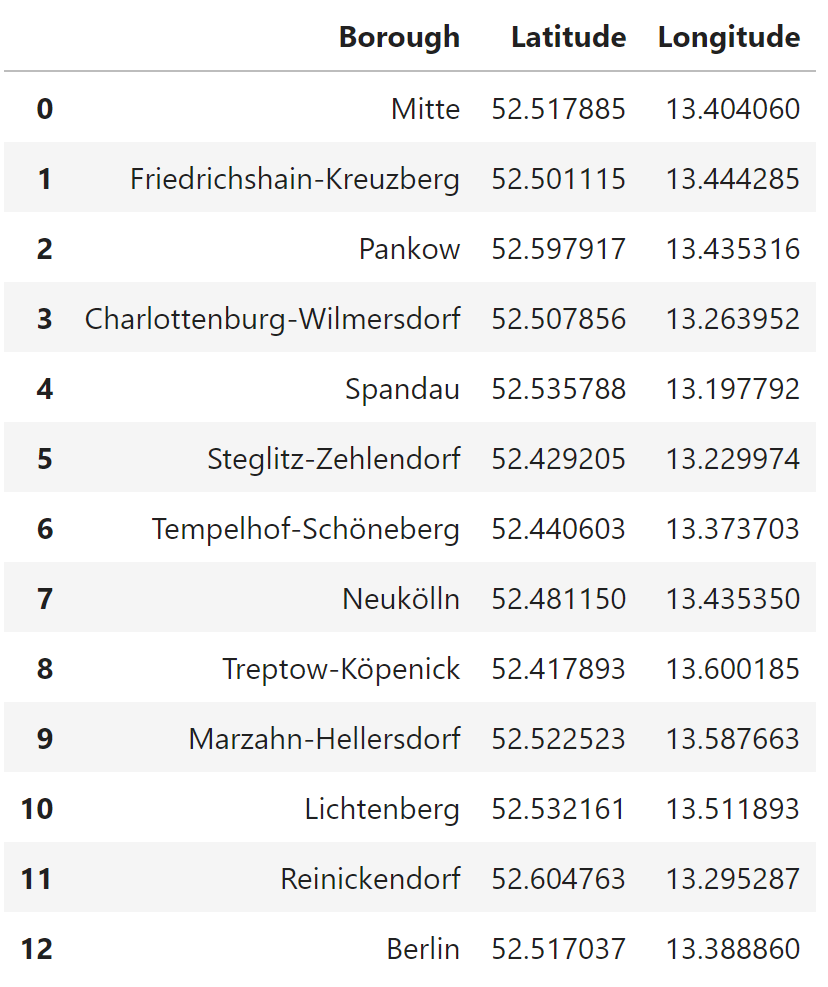 Borough Latitude Longitude
0 Mitte 52.517885 13.404060
1 Friedrichshain-Kreuzberg 52.501115 13.444285
2 Pankow 52.597917 13.435316
3 Charlottenburg-Wilmersdorf 52.507856 13.263952
4 Spandau 52.535788 13.197792
5 Steglitz-Zehlendorf 52.429205 13.229974
6 Tempelhof-Schöneberg 52.440603 13.373703
7 Neukölln 52.481150 13.435350
8 Treptow-Köpenick 52.417893 13.600185
9 Marzahn-Hellersdorf 52.522523 13.587663
10 Lichtenberg 52.532161 13.511893
11 Reinickendorf 52.604763 13.295287
12 Berlin 52.517037 13.388860